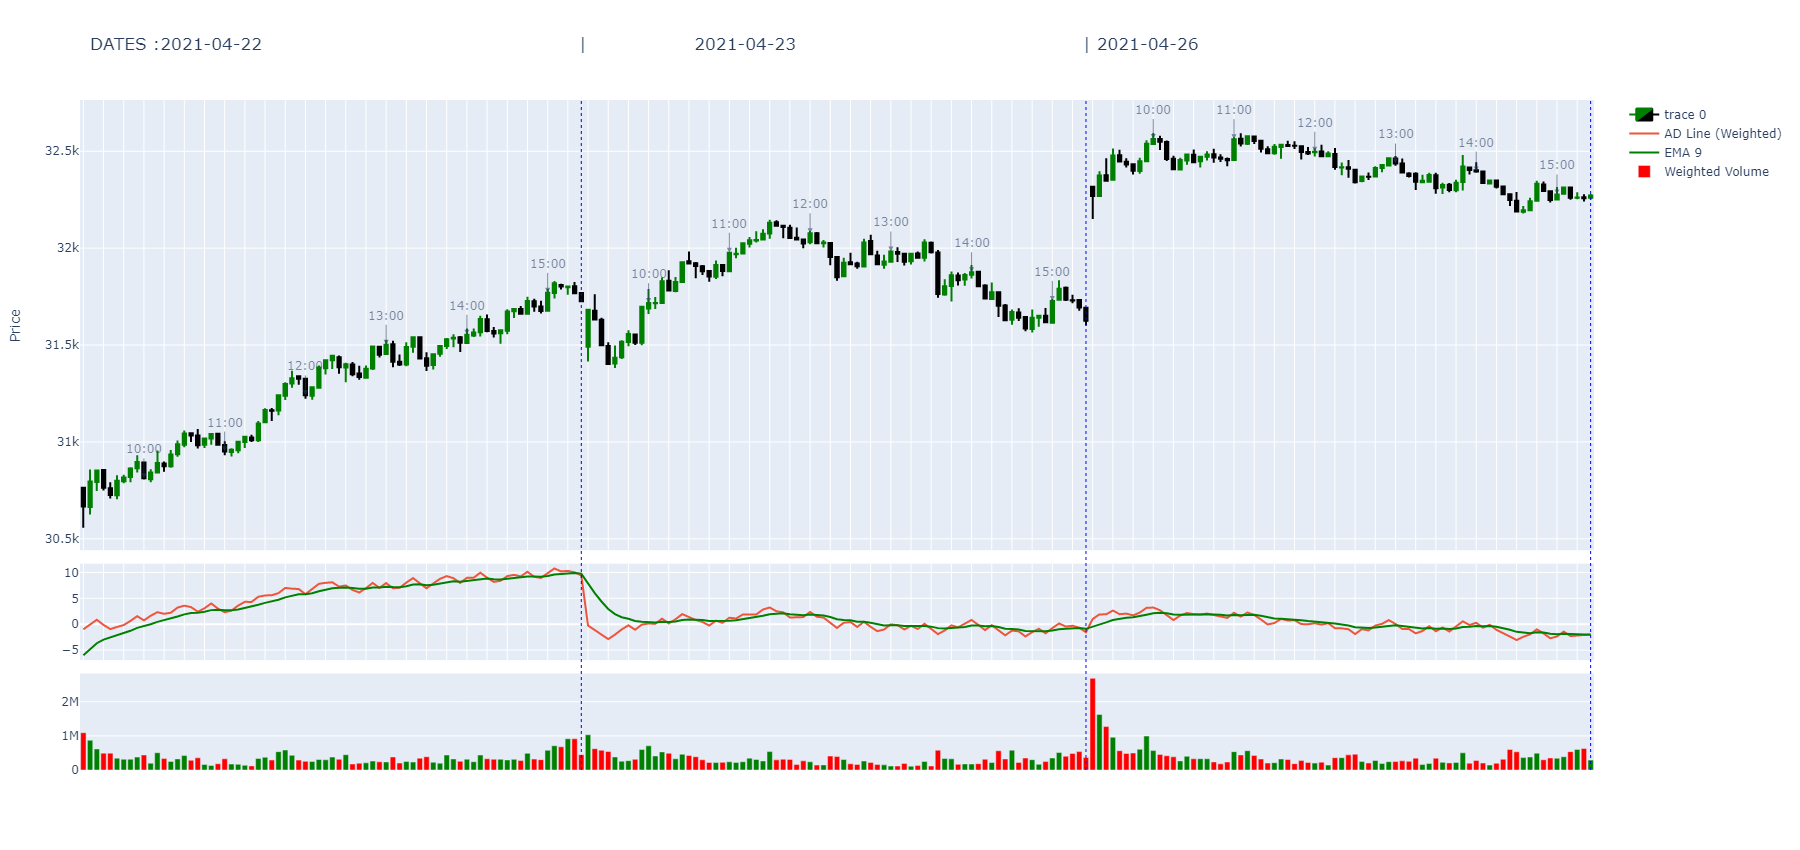 DATES :2021-04-22 | 2021-04-23 | 2021-04-26
trace 0
AD Line (Weighted)
EMA 9
Weighted Volume
Price
32.5k
32k
31.5k
31k
30.5k
10:00
11:00
12:00
13:00
14:00
15:00
10:00
11:00
12:00
13:00
14:00
15:00
10:00
11:00
12:00
13:00
14:00
15:00
10
5
0
−5
2M
1M
0